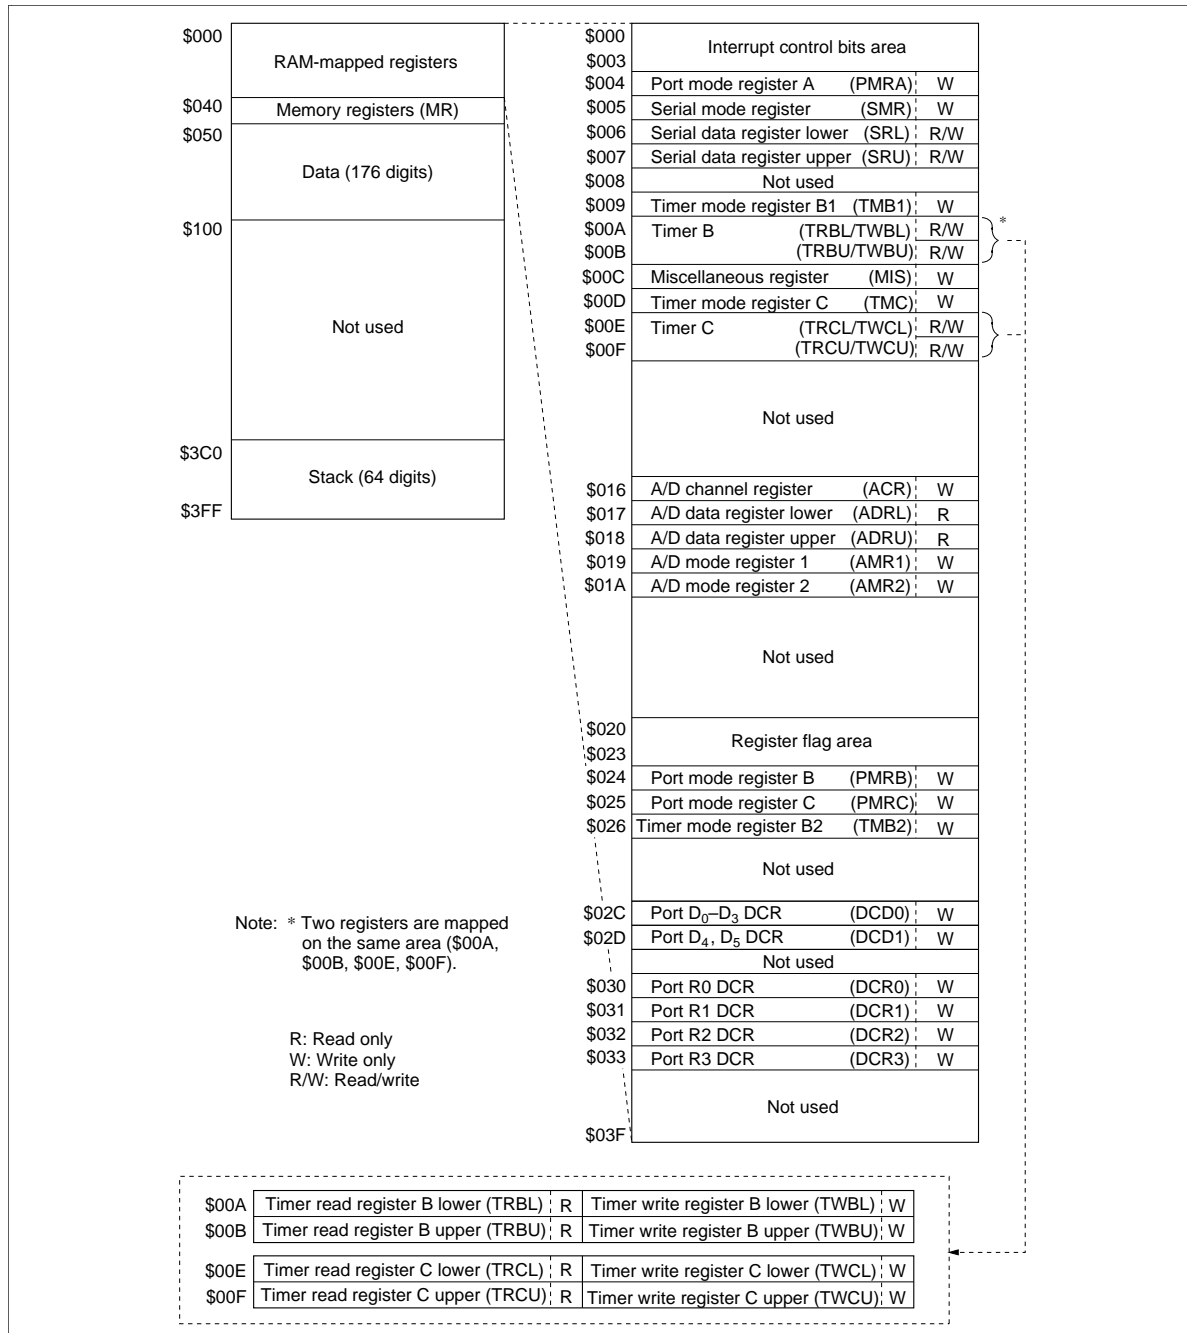 $000
RAM-mapped registers
$040
Memory registers (MR)
$050
Data (176 digits)
$100
Not used
$3C0
Stack (64 digits)
$3FF
$000
Interrupt control bits area
$003
$004 Port mode register A (PMRA) W
$005 Serial mode register (SMR) W
$006 Serial data register lower (SRL) R/W
$007 Serial data register upper (SRU) R/W
$008 Not used
$009 Timer mode register B1 (TMB1) W
$00A Timer B (TRBL/TWBL) R/W *
$00B (TRBU/TWBU) R/W
$00C Miscellaneous register (MIS) W
$00D Timer mode register C (TMC) W
$00E Timer C (TRCL/TWCL) R/W
$00F (TRCU/TWCU) R/W
Not used
$016 A/D channel register (ACR) W
$017 A/D data register lower (ADRL) R
$018 A/D data register upper (ADRU) R
$019 A/D mode register 1 (AMR1) W
$01A A/D mode register 2 (AMR2) W
Not used
$020
Register flag area
$023
$024 Port mode register B (PMRB) W
$025 Port mode register C (PMRC) W
$026 Timer mode register B2 (TMB2) W
Not used
$02C Port D0–D3 DCR (DCD0) W
$02D Port D4, D5 DCR (DCD1) W
Not used
$030 Port R0 DCR (DCR0) W
$031 Port R1 DCR (DCR1) W
$032 Port R2 DCR (DCR2) W
$033 Port R3 DCR (DCR3) W
Not used
$03F
Note: * Two registers are mapped
on the same area ($00A,
$00B, $00E, $00F).
R: Read only
W: Write only
R/W: Read/write
$00A Timer read register B lower (TRBL) R Timer write register B lower (TWBL) W
$00B Timer read register B upper (TRBU) R Timer write register B upper (TWBU) W
$00E Timer read register C lower (TRCL) R Timer write register C lower (TWCL) W
$00F Timer read register C upper (TRCU) R Timer write register C upper (TWCU) W